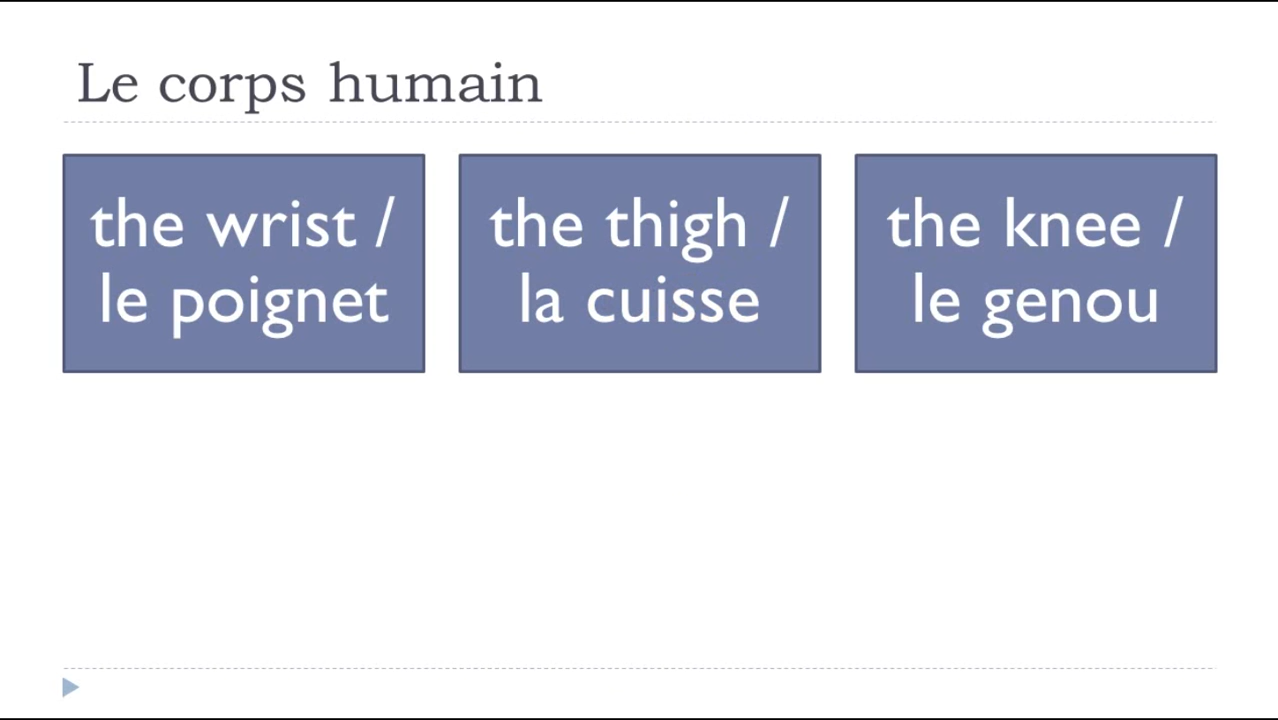 Le corps humain
the wrist /
le poignet
the thigh /
la cuisse
the knee /
le genou